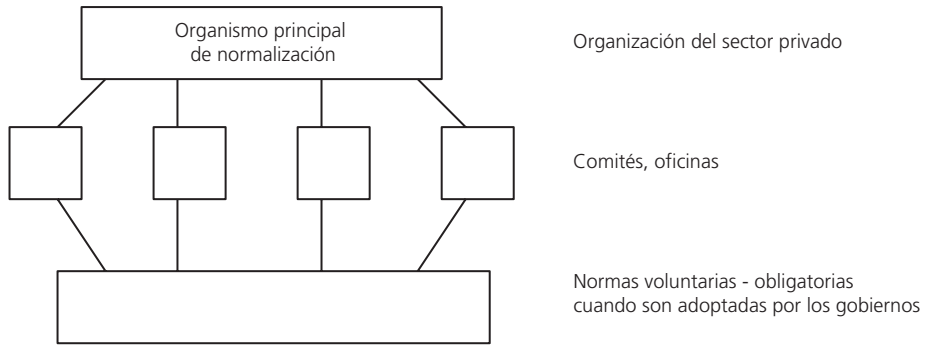 Organismo principal
de normalización
Organización del sector privado
Comités, oficinas
Normas voluntarias - obligatorias
cuando son adoptadas por los gobiernos